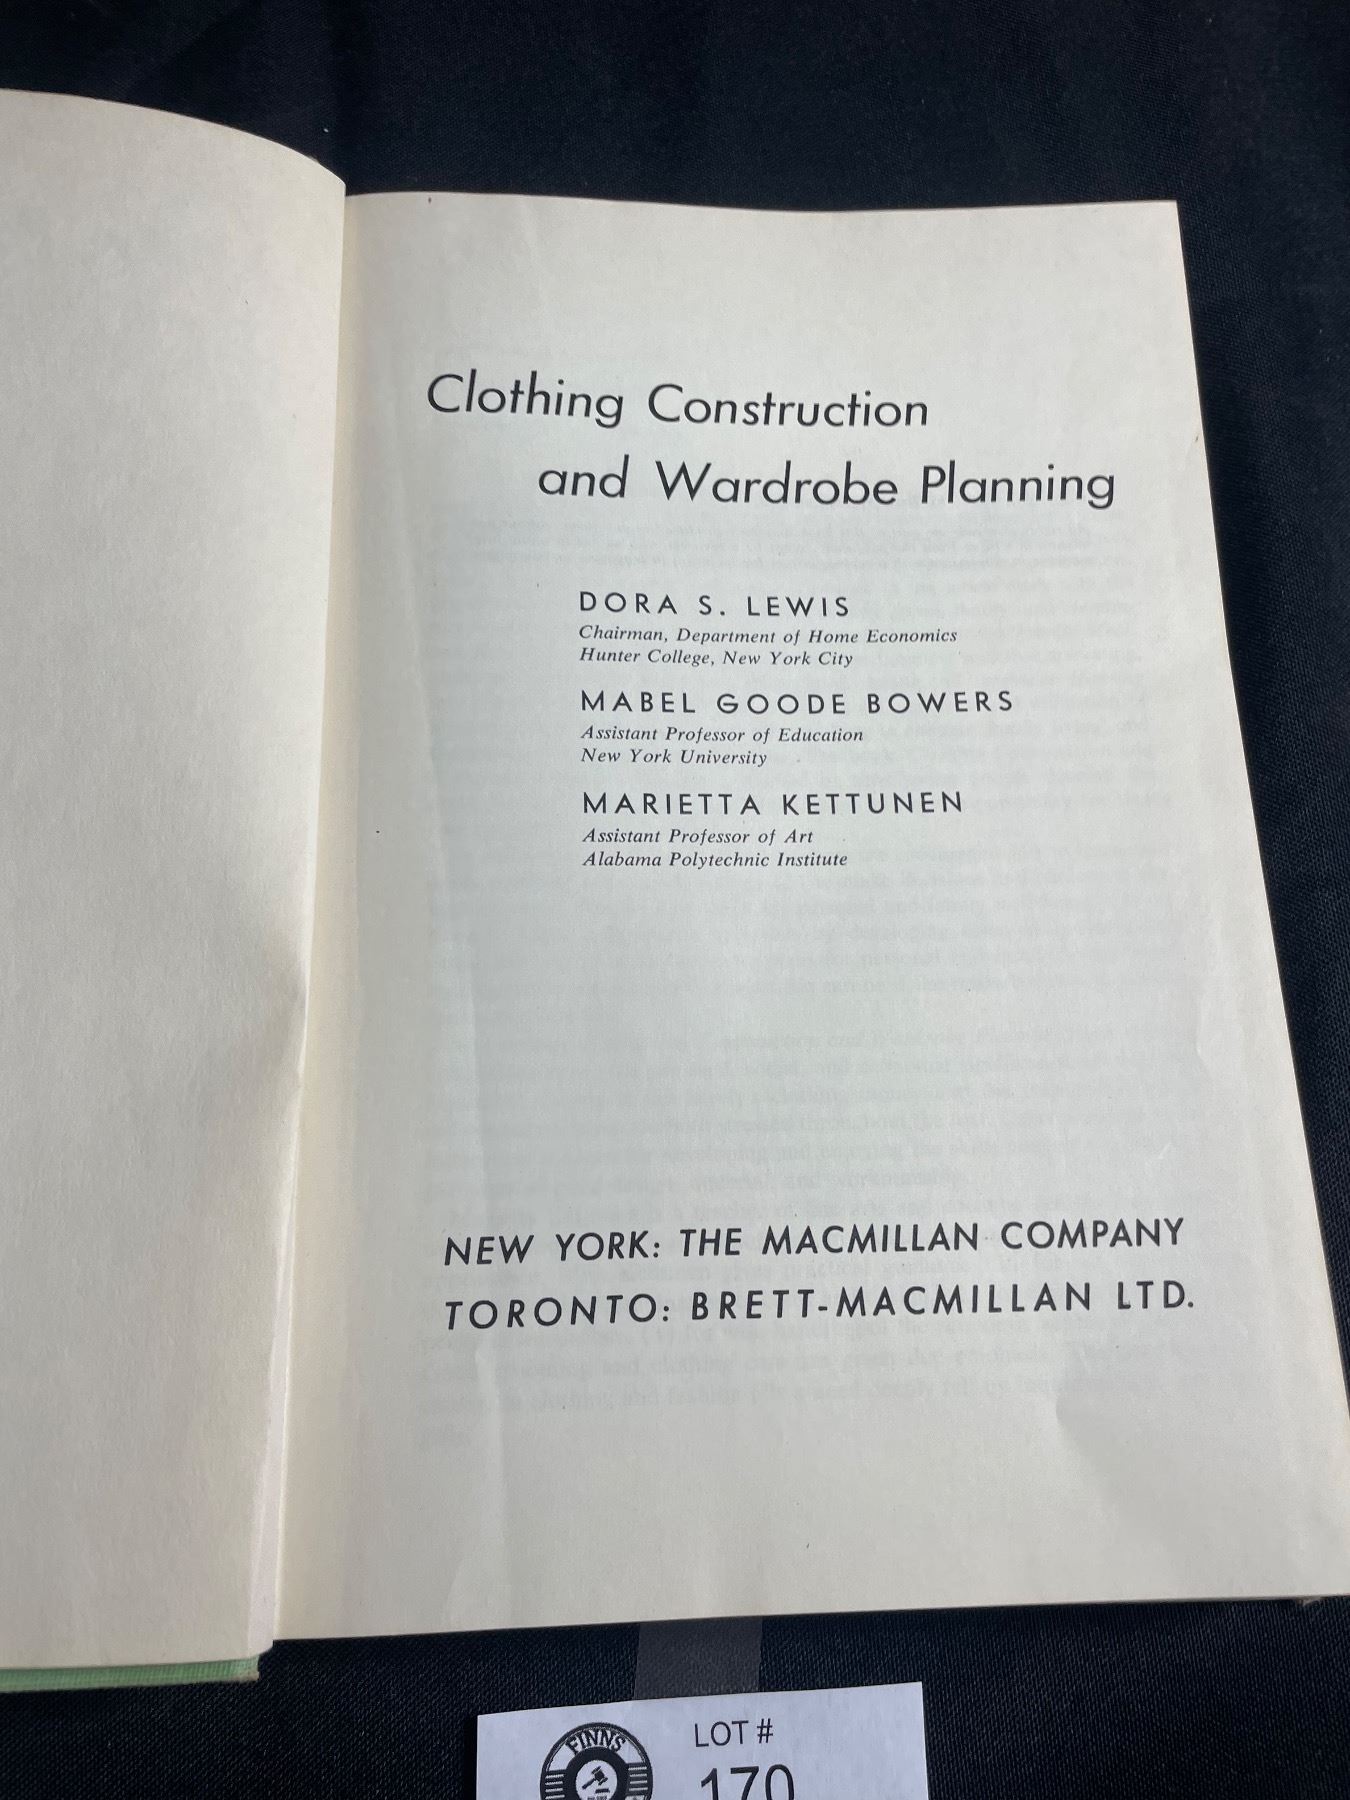 Clothing Construction
and Wardrobe Planning
DORA S. LEWIS
Chairman, Department of Home Economics
Hunter College, New York City
MABEL GOODE BOWERS
Assistant Professor of Education
New York University
MARIETTA KETTUNEN
Assistant Professor of Art
Alabama Polytechnic Institute
NEW YORK: THE MACMILLAN COMPANY
TORONTO: BRETT-MACMILLAN LTD.
FINNS
LOT #
170